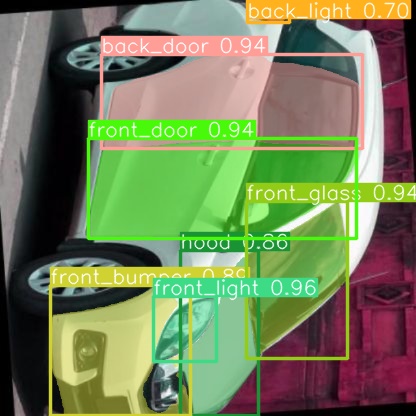 back_light 0.70
back_door 0.94
front_door 0.94
front_glass 0.94
hood 0.86
front_bumper 0.89
front_light 0.96